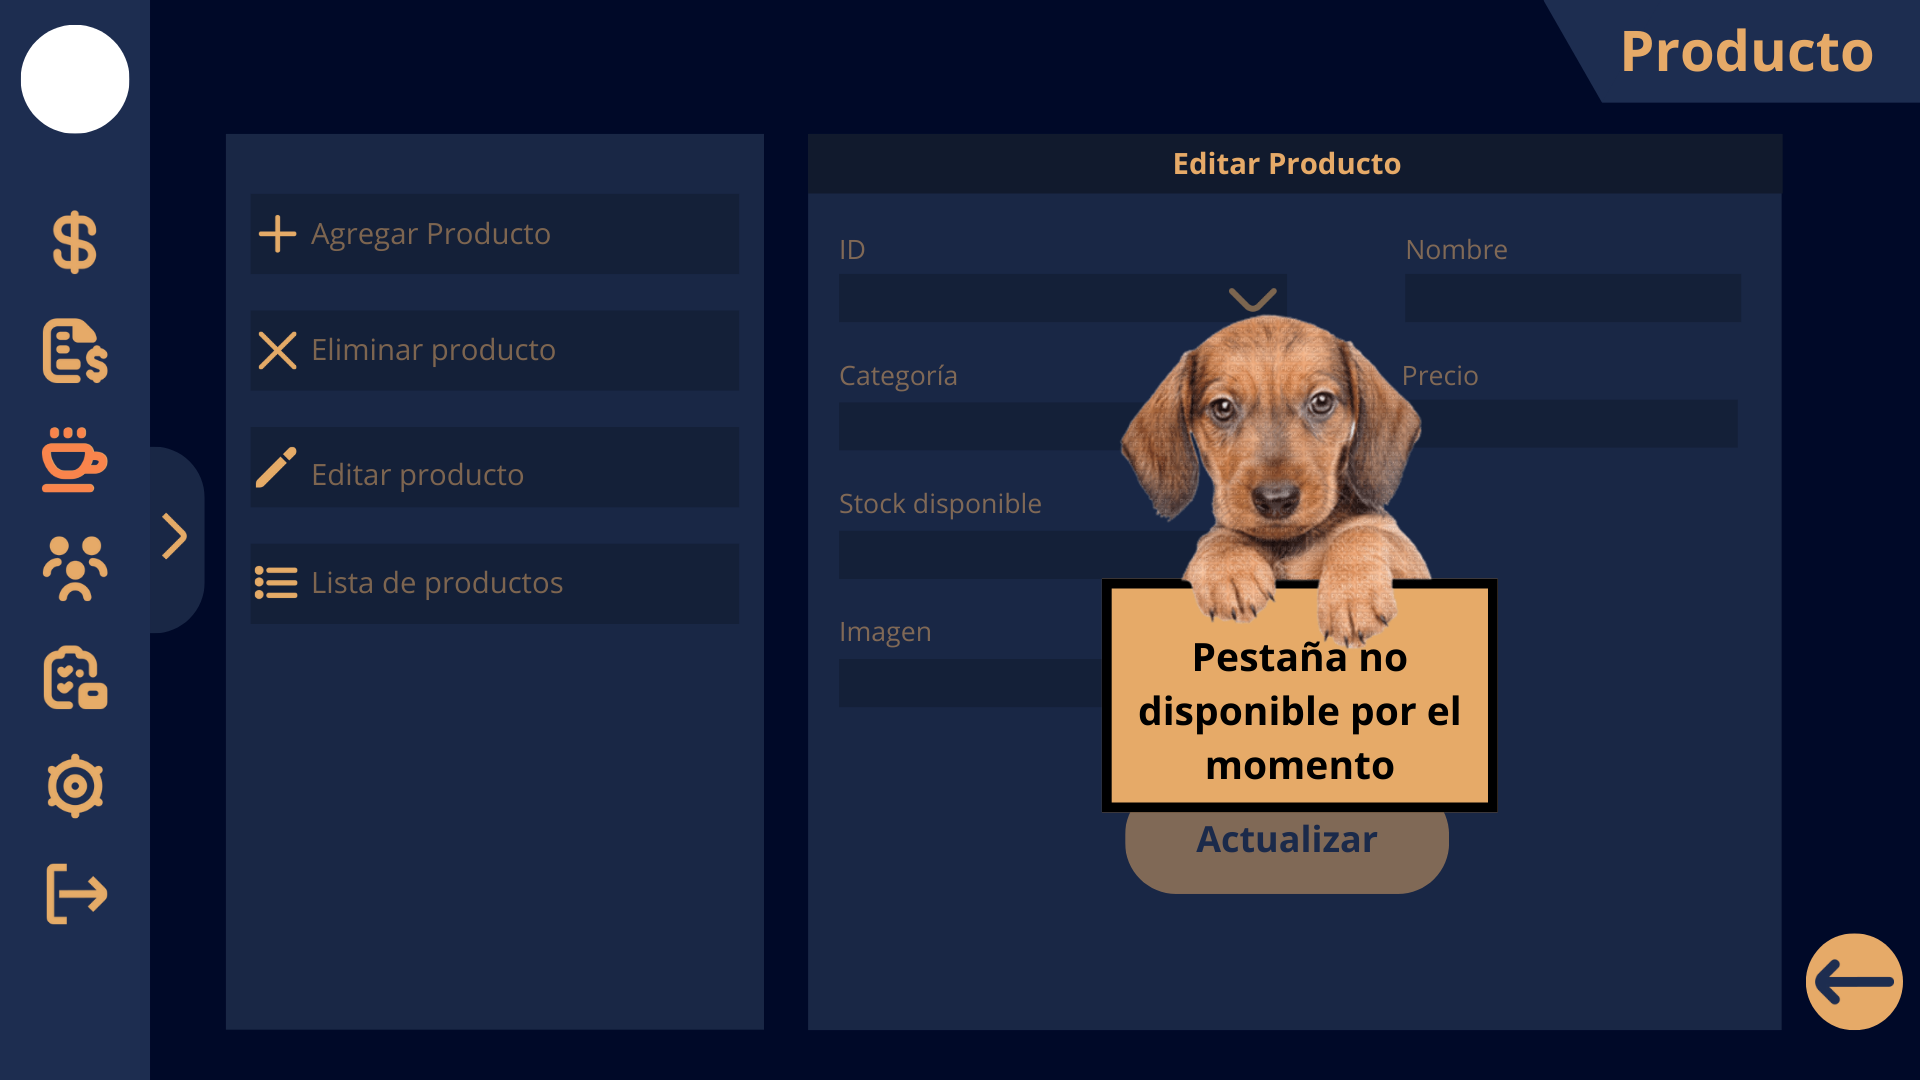 Producto
Agregar Producto
Eliminar producto
Editar producto
Lista de productos
Editar Producto
ID
Nombre
Categoría
Precio
Stock disponible
Imagen
Pestaña no
disponible por el
momento
Actualizar